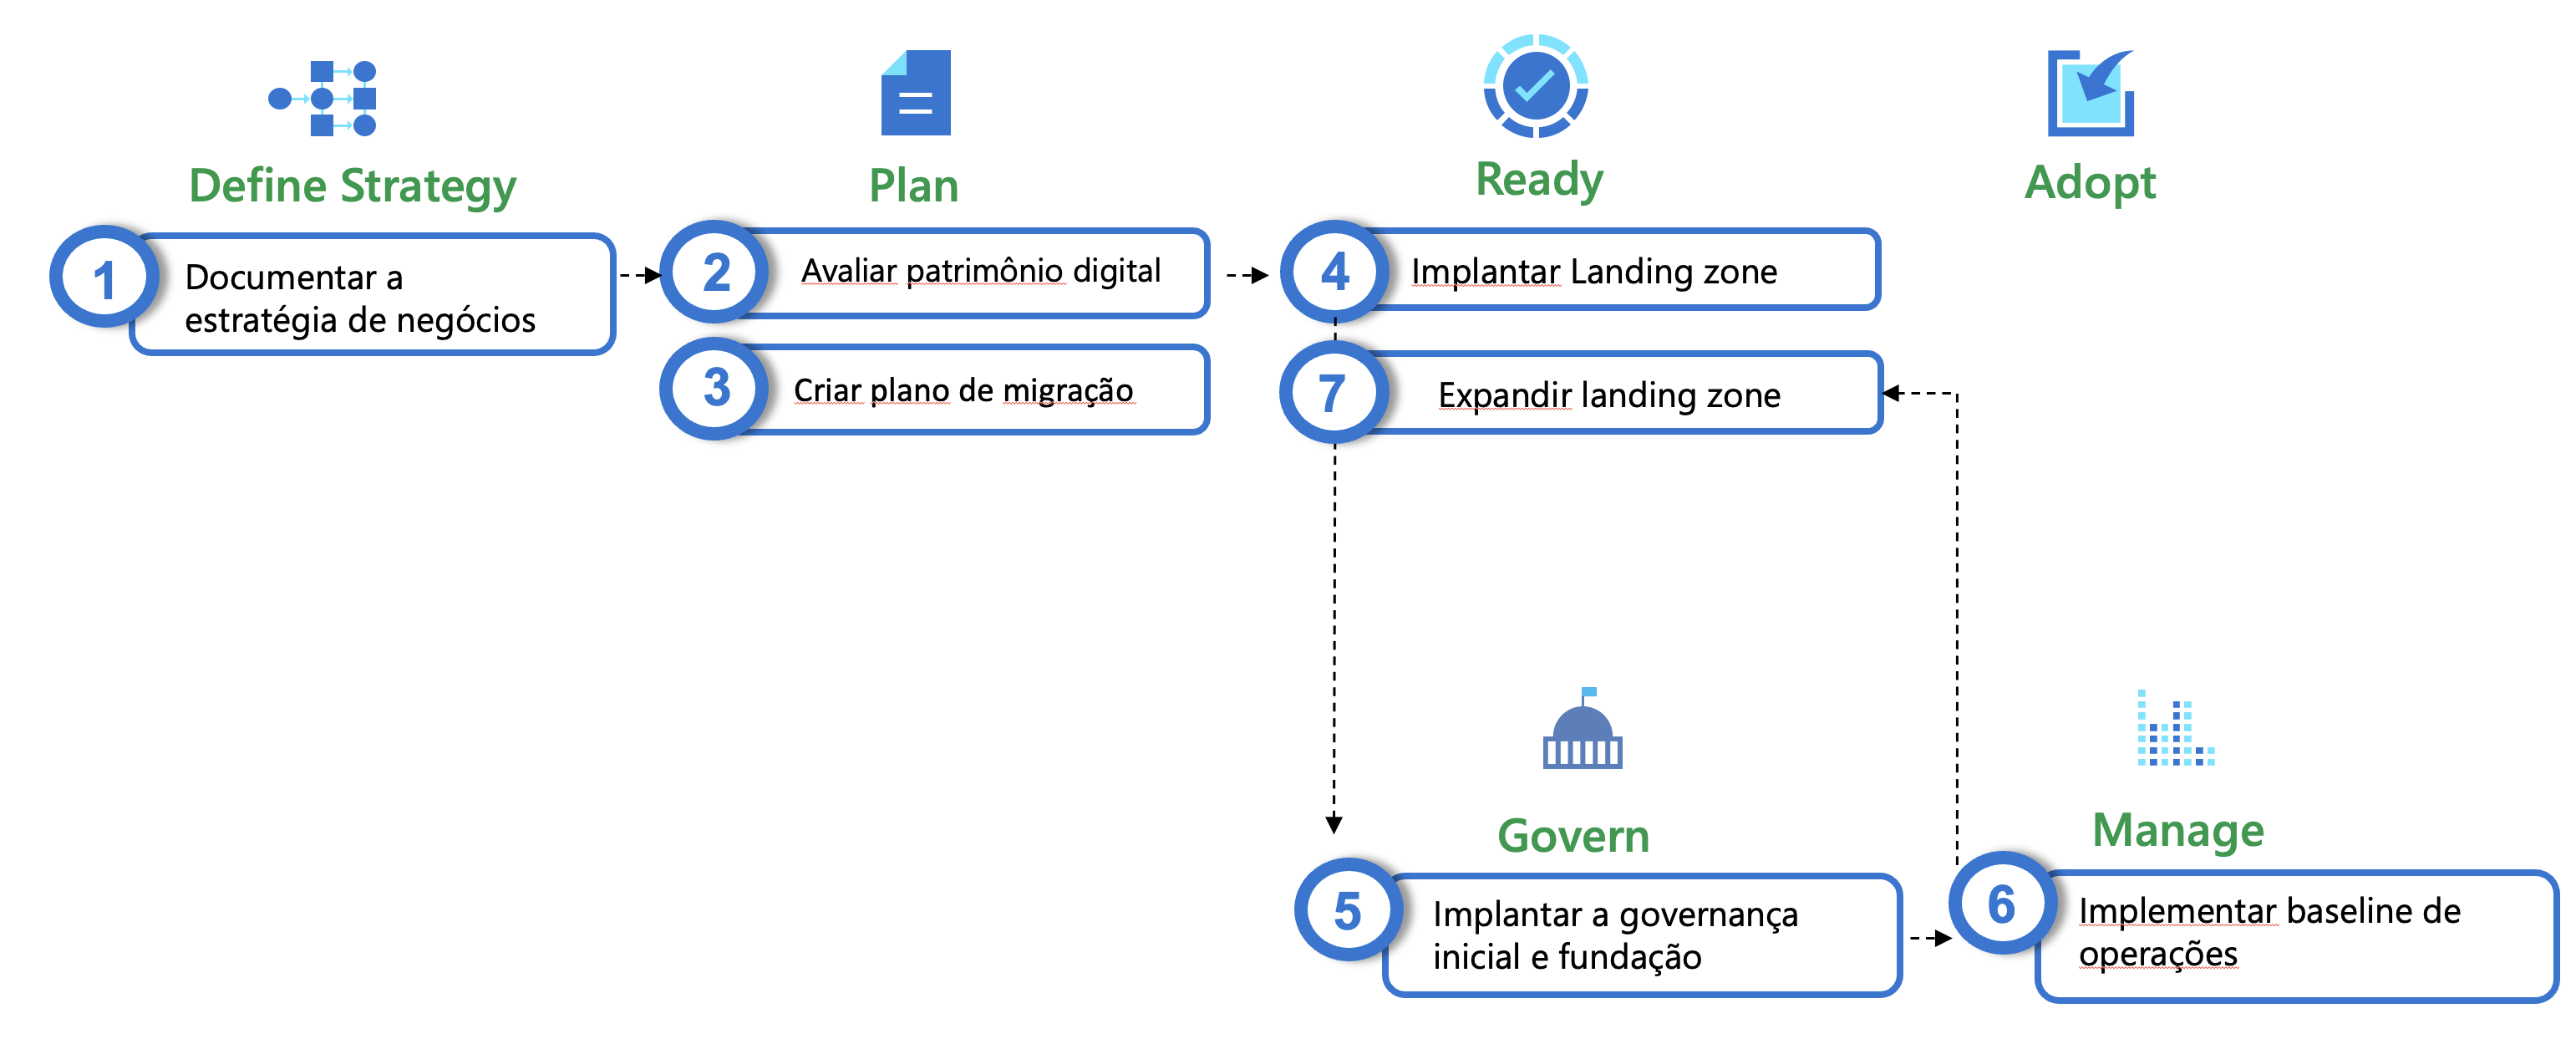 Define Strategy
Plan
Ready
Adopt
1
Documentar a
estratégia de negócios
2
Avaliar patrimônio digital
3
Criar plano de migração
4
Implantar Landing zone
7
Expandir landing zone
Govern
5
Implantar a governança
inicial e fundação
Manage
6
Implementar baseline de
operações